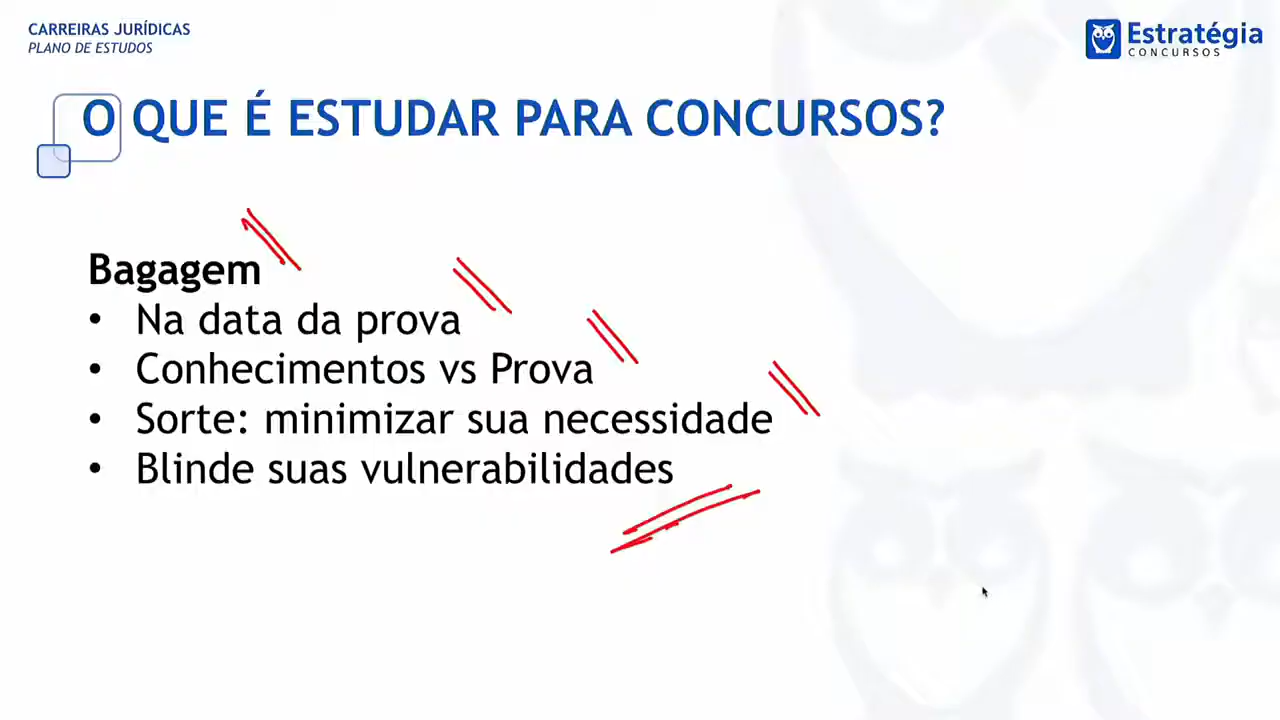 CARREIRAS JURÍDICAS
PLANO DE ESTUDOS
Estratégia
CONCURSOS
O QUE É ESTUDAR PARA CONCURSOS?
Bagagem
• Na data da prova
• Conhecimentos vs Prova
• Sorte: minimizar sua necessidade
• Blinde suas vulnerabilidades